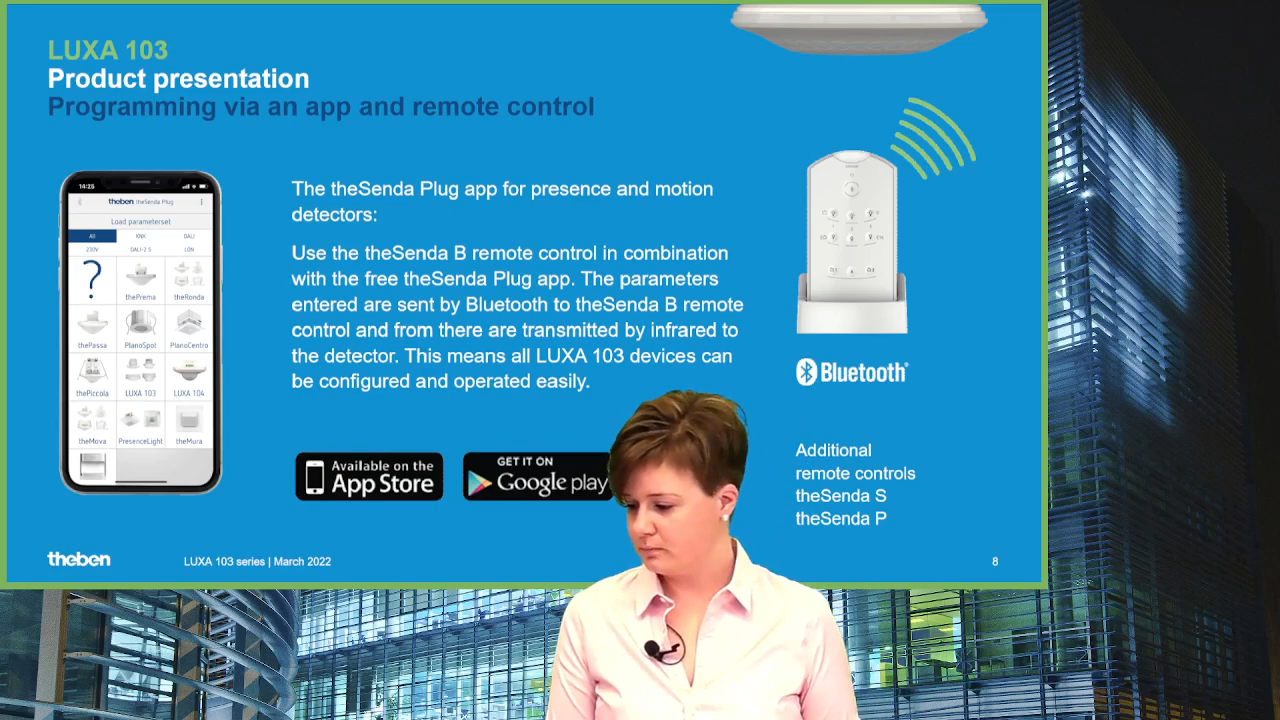 LUXA 103
Product presentation
Programming via an app and remote control
14:25
theben theSenda Plug
Load parameterset
All KNX DALI
230V DALI-2 S LON
?
thePrema theRonda
thePassa PlanoSpot PlanoCentro
thePiccola LUXA 103 LUXA 104
theMova PresenceLight theMura
The theSenda Plug app for presence and motion
detectors:
Use the theSenda B remote control in combination
with the free theSenda Plug app. The parameters
entered are sent by Bluetooth to theSenda B remote
control and from there are transmitted by infrared to
the detector. This means all LUXA 103 devices can
be configured and operated easily.
Available on the
App Store
GET IT ON
Google play
Bluetooth®
Additional
remote controls
theSenda S
theSenda P
theben
LUXA 103 series | March 2022
8